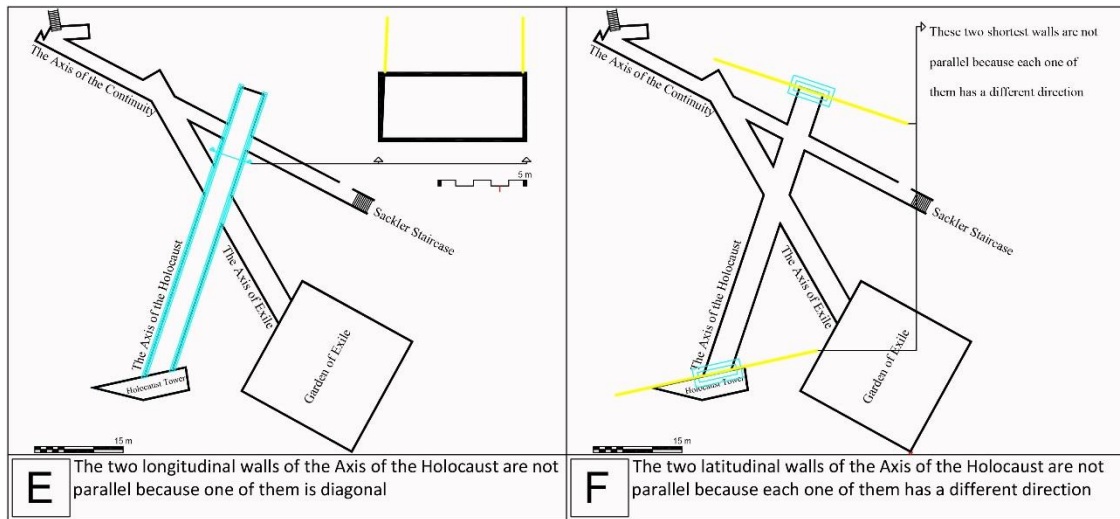 The Axis of the Continuity
5 m
Sackler Staircase
The Axis of the Holocaust
The Axis of Exile
Garden of Exile
Holocaust Tower
15 m
E
The two longitudinal walls of the Axis of the Holocaust are not
parallel because one of them is diagonal
These two shortest walls are not
parallel because each one of
them has a different direction
The Axis of the Continuity
Sackler Staircase
The Axis of the Holocaust
The Axis of Exile
Garden of Exile
Holocaust Tower
15 m
F
The two latitudinal walls of the Axis of the Holocaust are not
parallel because each one of them has a different direction